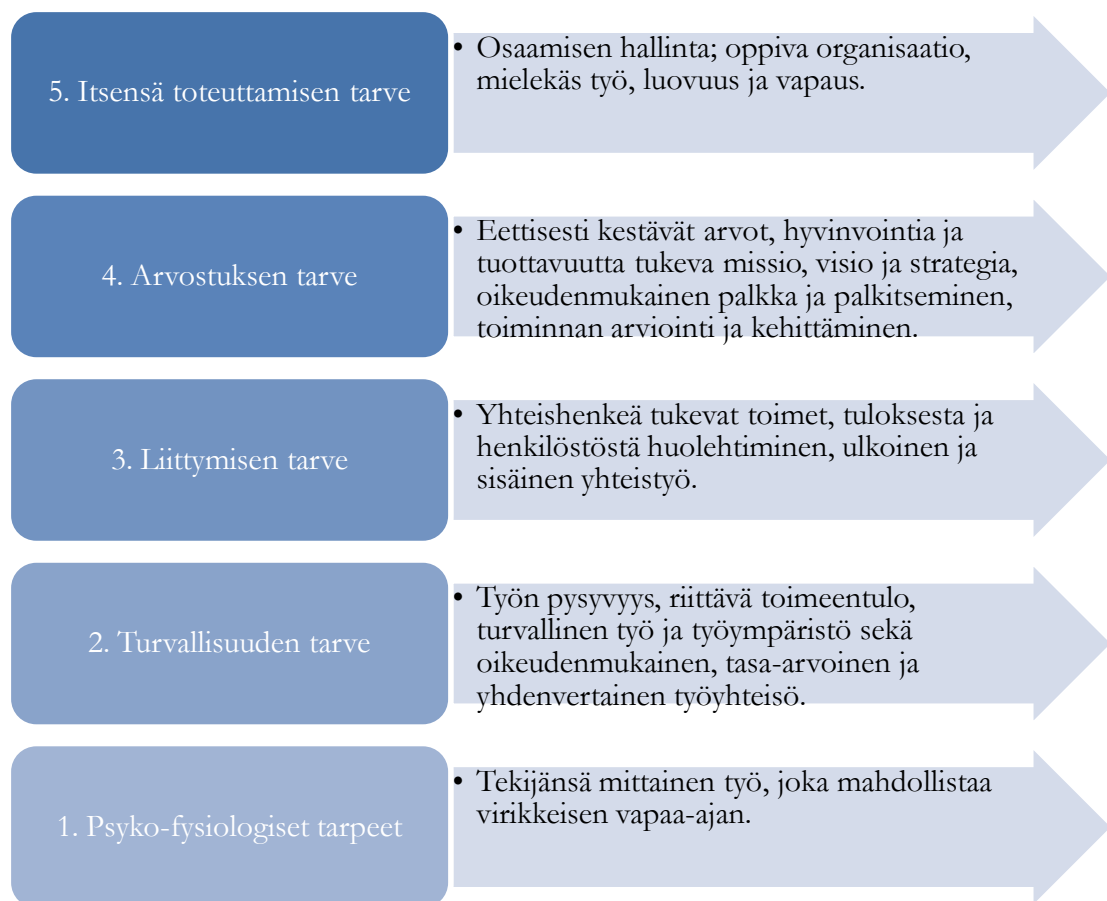 5. Itsensä toteuttamisen tarve
• Osaamisen hallinta; oppiva organisaatio,
mielekäs työ, luovuus ja vapaus.
4. Arvostuksen tarve
• Eettisesti kestävät arvot, hyvinvointia ja
tuottavuutta tukeva missio, visio ja strategia,
oikeudenmukainen palkka ja palkitseminen,
toiminnan arviointi ja kehittäminen.
3. Liittymisen tarve
• Yhteishenkeä tukevat toimet, tuloksesta ja
henkilöstöstä huolehtiminen, ulkoinen ja
sisäinen yhteistyö.
2. Turvallisuuden tarve
• Työn pysyvyys, riittävä toimeentulo,
turvallinen työ ja työympäristö sekä
oikeudenmukainen, tasa-arvoinen ja
yhdenvertainen työyhteisö.
1. Psyko-fysiologiset tarpeet
• Tekijänsä mittainen työ, joka mahdollistaa
virikkeisen vapaa-ajan.